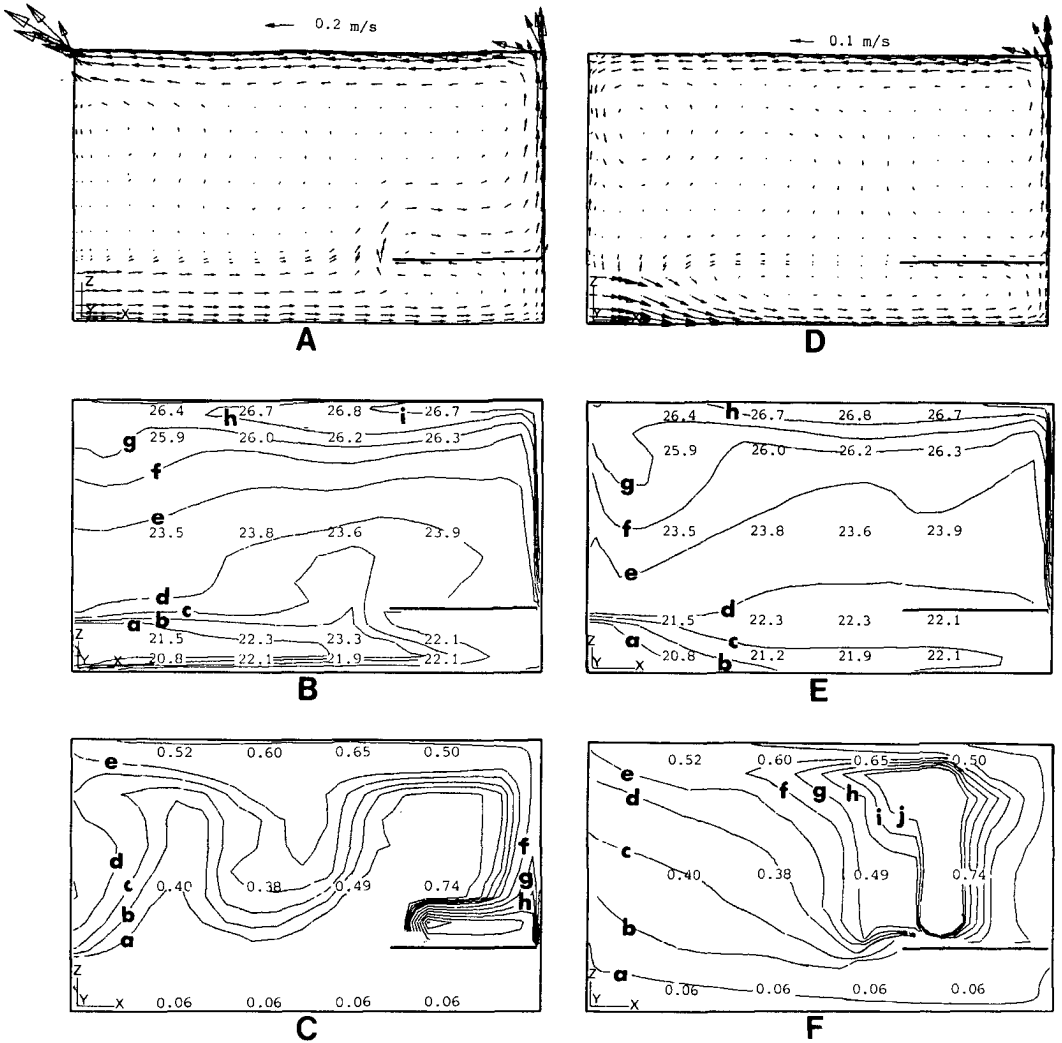 0.2 m/s
Z
Y
X
A
0.1 m/s
Z
Y
X
D
26.4 26.7 26.8 26.7
h i
g 25.9 26.0 26.2 26.3
f
e
23.5 23.8 23.6 23.9
d
c
a b
21.5 22.3 23.3 22.1
20.8 22.1 21.9 22.1
Z
Y
X
B
26.4 26.7 26.8 26.7
h
25.9 26.0 26.2 26.3
g
f 23.5 23.8 23.6 23.9
e
d
21.5 22.3 22.3 22.1
a c
20.8 21.2 21.9 22.1
b
Z
Y
X
E
0.52 0.60 0.65 0.50
e
f
d
c 0.40 0.38 0.49 0.74
g
b h
a
Z
Y
X
0.06 0.06 0.06 0.06
C
0.52 0.60 0.65 0.50
e
d f g h
i j
c
0.40 0.38 0.49 0.74
b
a
Z
Y
X
0.06 0.06 0.06 0.06
F